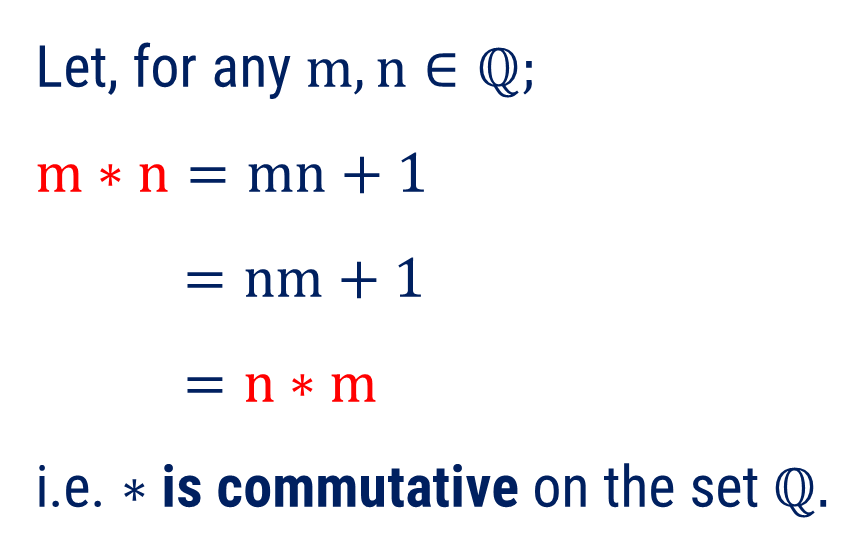 Let, for any m, n ∈ ℚ;
m ∗ n = mn + 1
= nm + 1
= n ∗ m
i.e. ∗ is commutative on the set ℚ.